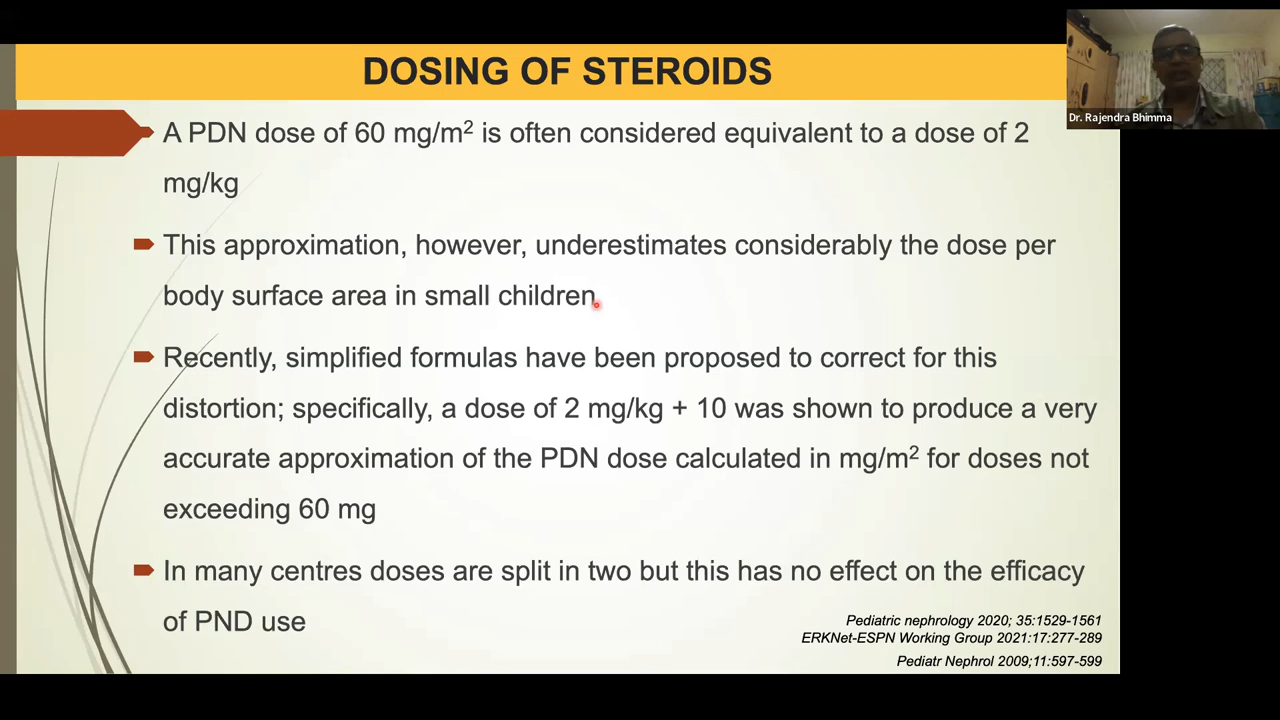 DOSING OF STEROIDS
Dr. Rajendra Bhimma
A PDN dose of 60 mg/m² is often considered equivalent to a dose of 2
mg/kg
This approximation, however, underestimates considerably the dose per
body surface area in small children.
Recently, simplified formulas have been proposed to correct for this
distortion; specifically, a dose of 2 mg/kg + 10 was shown to produce a very
accurate approximation of the PDN dose calculated in mg/m² for doses not
exceeding 60 mg
In many centres doses are split in two but this has no effect on the efficacy
of PND use
Pediatric nephrology 2020; 35:1529-1561
ERKNet-ESPN Working Group 2021:17:277-289
Pediatr Nephrol 2009;11:597-599